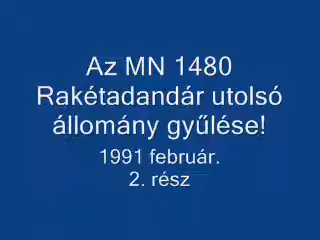 Az MN 1480
Rakétadandár utolsó
állomány gyűlése!
1991 február.
2. rész